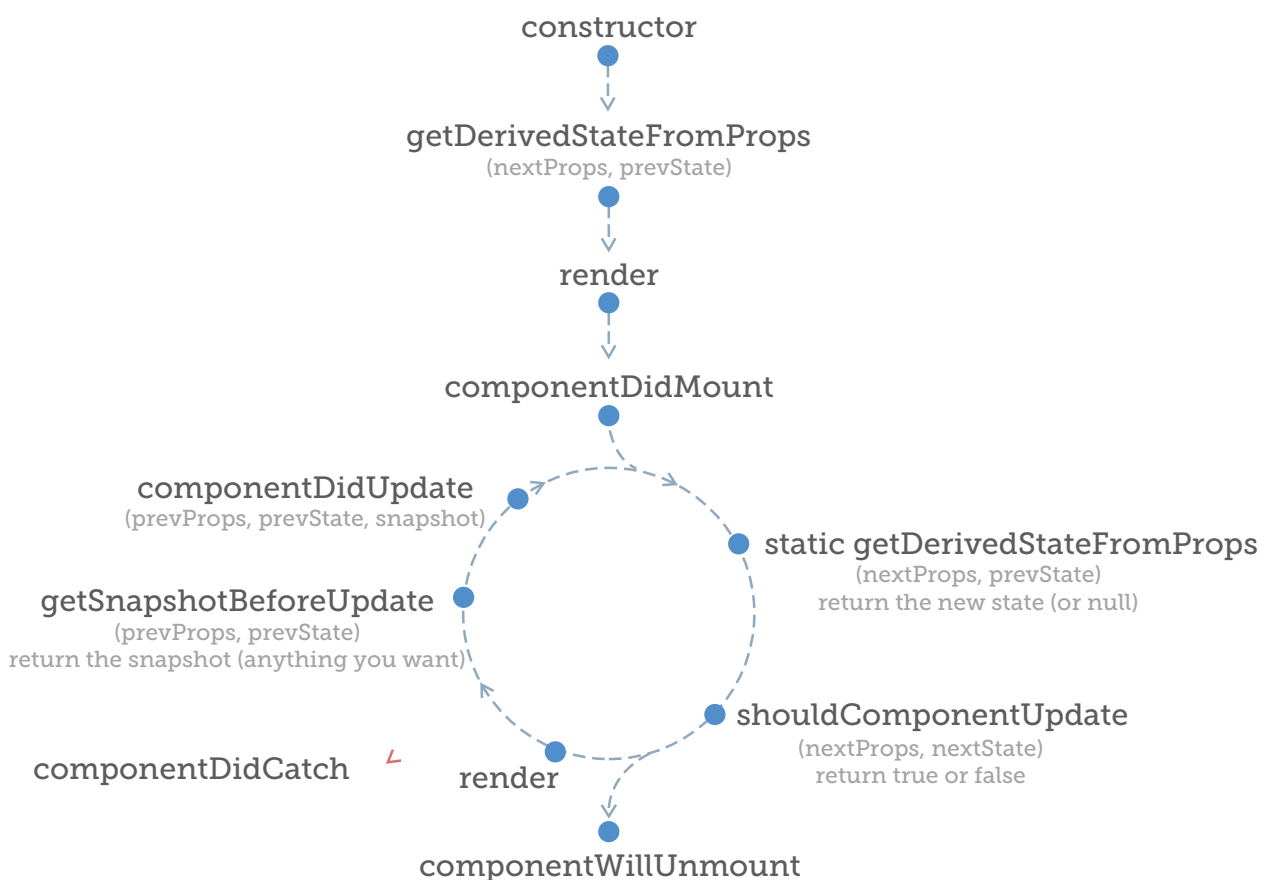 constructor
getDerivedStateFromProps
(nextProps, prevState)
render
componentDidMount
componentDidUpdate
(prevProps, prevState, snapshot)
static getDerivedStateFromProps
(nextProps, prevState)
return the new state (or null)
getSnapshotBeforeUpdate
(prevProps, prevState)
return the snapshot (anything you want)
shouldComponentUpdate
(nextProps, nextState)
return true or false
componentDidCatch
render
componentWillUnmount